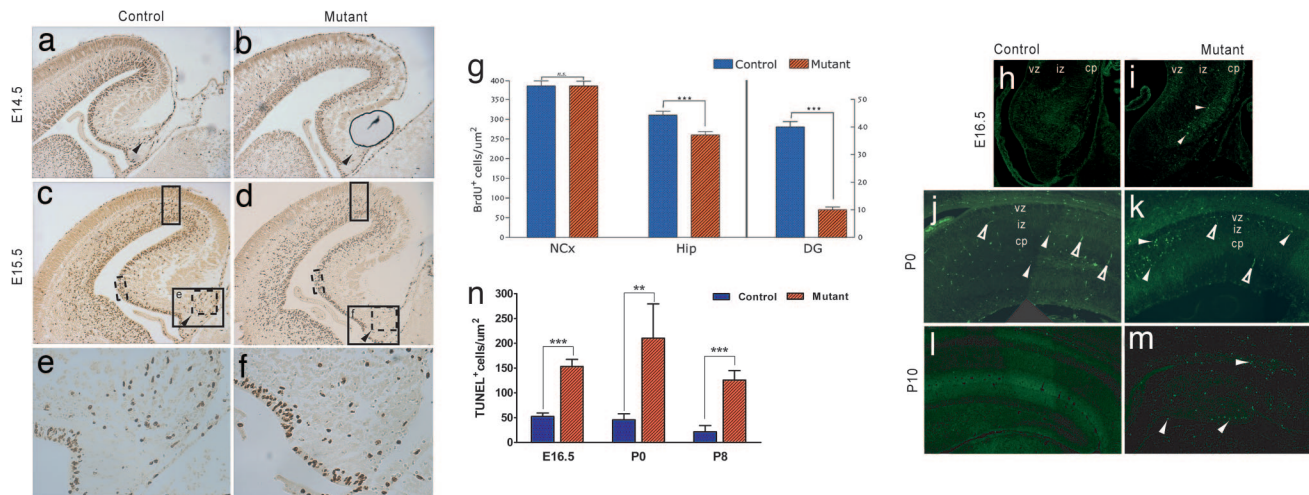 Control Mutant
a b
E14.5
c d
E15.5
e
f
e f
g
Control Mutant
BrdU+ cells/um²
400
350
300
250
200
150
100
50
0
n.s.
***
***
50
40
30
20
10
0
NCx Hip DG
n
Control Mutant
TUNEL+cells/um²
300
250
200
150
100
50
0
***
**
***
E16.5 P0 P8
Control Mutant
h i
vz iz cp vz iz cp
E16.5
j k
vz iz cp
vz iz cp
P0
l m
P10